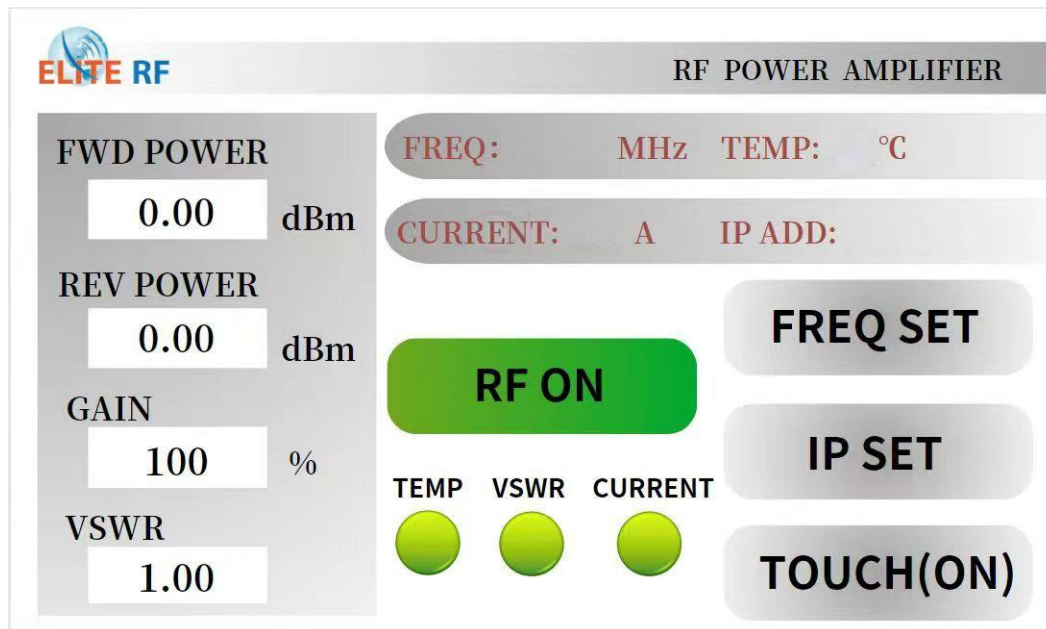 ELITE RF
RF POWER AMPLIFIER
FWD POWER
0.00 dBm
REV POWER
0.00 dBm
GAIN
100 %
VSWR
1.00
FREQ: MHz TEMP: °C
CURRENT: A IP ADD:
RF ON
TEMP VSWR CURRENT
FREQ SET
IP SET
TOUCH(ON)